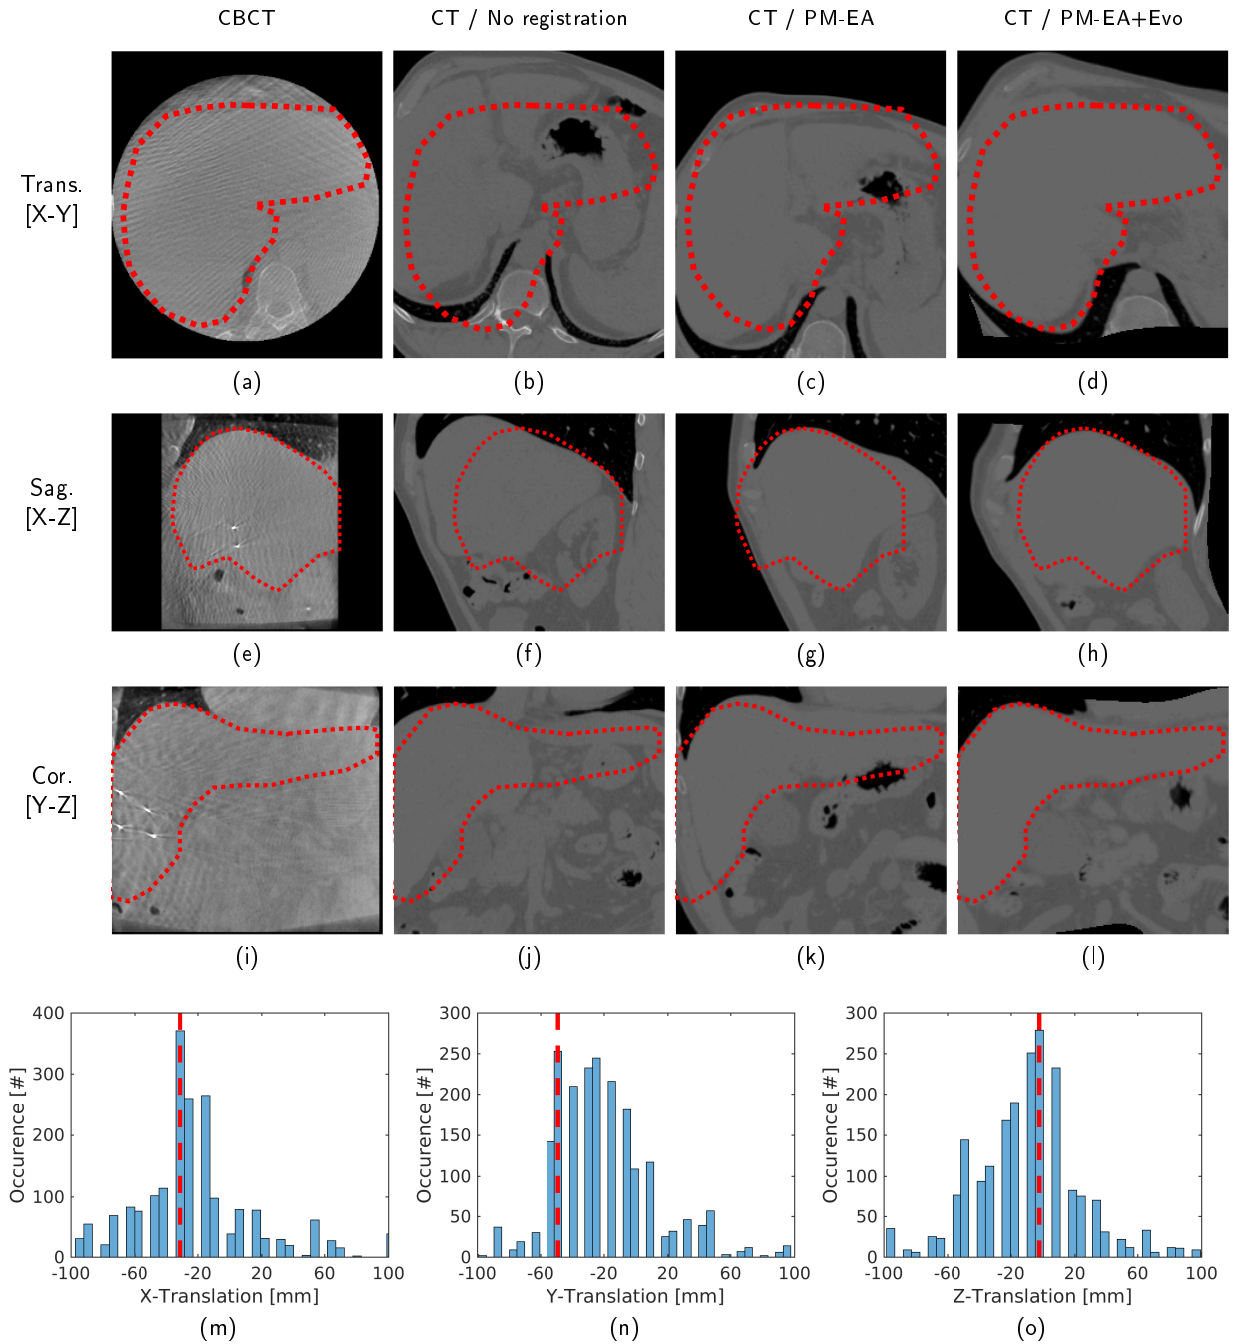 CBCT CT / No registration CT / PM-EA CT / PM-EA+Evo
Trans.
[X-Y]
(a) (b) (c) (d)
Sag.
[X-Z]
(e) (f) (g) (h)
Cor.
[Y-Z]
(i) (j) (k) (l)
400
300
200
100
0
Occurence [#]
-100 -60 -20 20 60 100
X-Translation [mm]
(m)
300
250
200
150
100
50
0
Occurence [#]
-100 -60 -20 20 60 100
Y-Translation [mm]
(n)
300
250
200
150
100
50
0
Occurence [#]
-100 -60 -20 20 60 100
Z-Translation [mm]
(o)